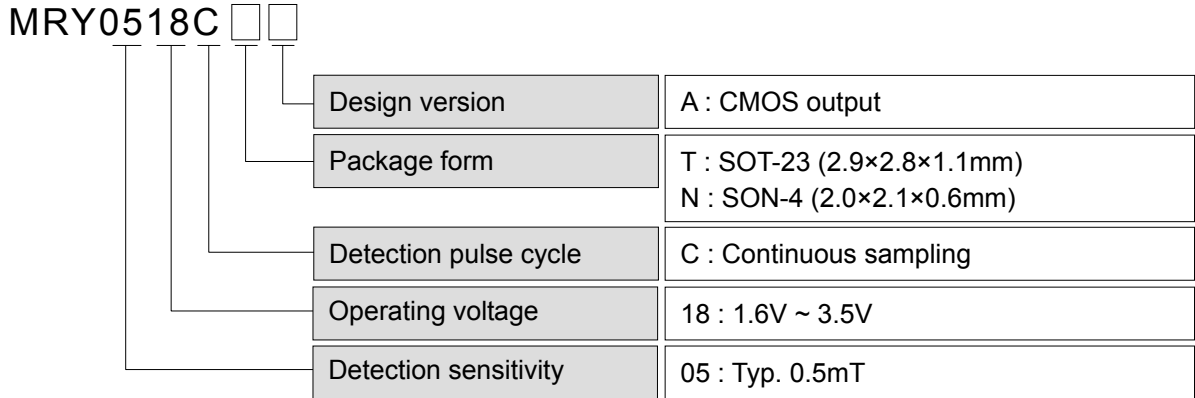 MRY0518C
Design version
A : CMOS output
Package form
T : SOT-23 (2.9×2.8×1.1mm)
N : SON-4 (2.0×2.1×0.6mm)
Detection pulse cycle
C : Continuous sampling
Operating voltage
18 : 1.6V ~ 3.5V
Detection sensitivity
05 : Typ. 0.5mT